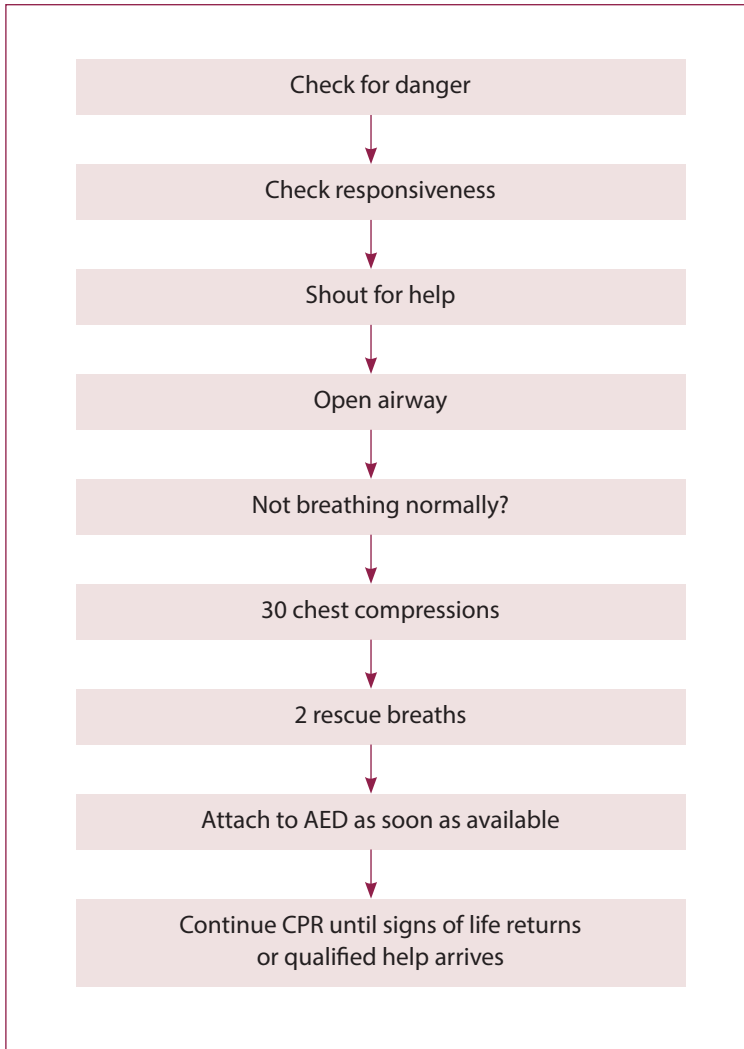 Check for danger
Check responsiveness
Shout for help
Open airway
Not breathing normally?
30 chest compressions
2 rescue breaths
Attach to AED as soon as available
Continue CPR until signs of life returns
or qualified help arrives